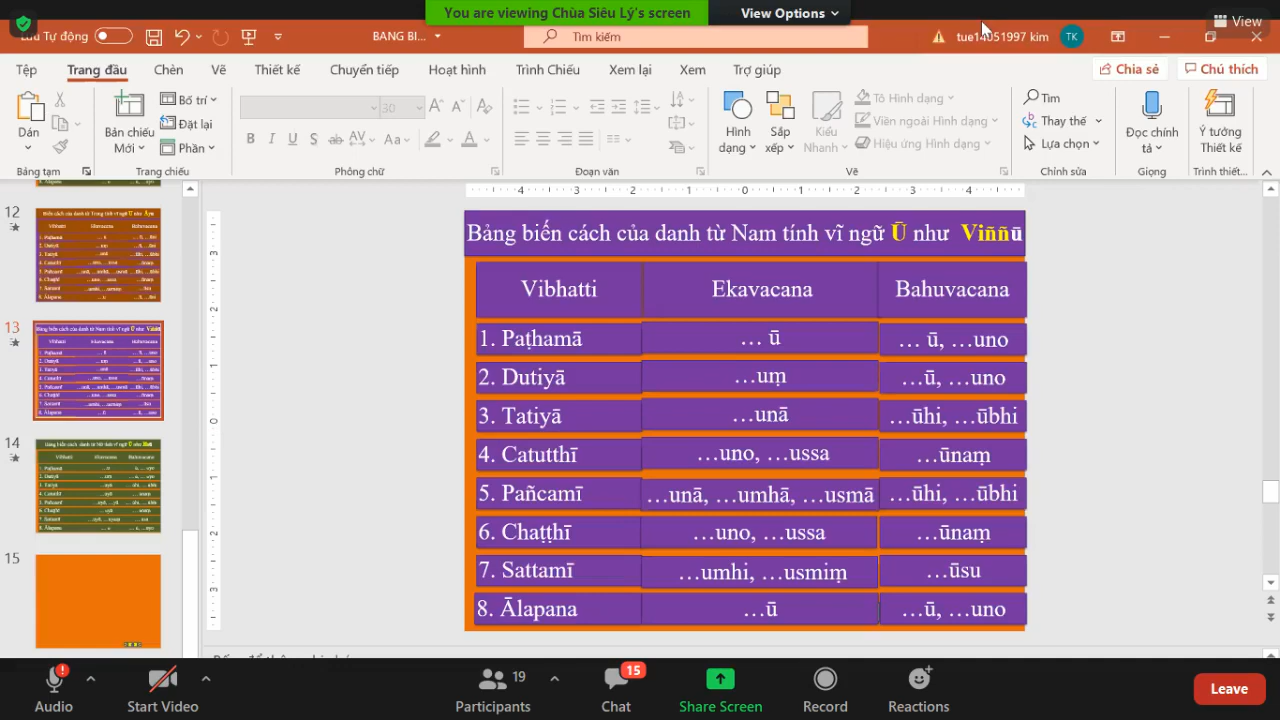 You are viewing Chùa Siêu Lý's screen
View Options
View
Lưu Tự động
BANG BI...
Tìm kiếm
tue14051997 kim
TK
Tệp
Trang đầu
Chèn
Vẽ
Thiết kế
Chuyển tiếp
Hoạt hình
Trình Chiếu
Xem lại
Xem
Trợ giúp
Chia sẻ
Chú thích
Dán
Bản chiếu Mới
Bố trí
Đặt lại
Phần
30
Hình dạng
Sắp xếp
Kiểu Nhanh
Tô Hình dạng
Viền ngoài Hình dạng
Hiệu ứng Hình dạng
Tìm
Thay thế
Lựa chọn
Đọc chính tả
Ý tưởng Thiết kế
Bảng tạm
Trang chiếu
Phông chữ
Đoạn văn
Vẽ
Chỉnh sửa
Giọng
Trình thiết...
12
13
14
15
Bảng biến cách của danh từ Nam tính vĩ ngữ Ū như Viññū
Vibhatti Ekavacana Bahuvacana
1. Paṭhamā … ū … ū, …uno
2. Dutiyā …uṃ …ū, …uno
3. Tatiyā …unā …ūhi, …ūbhi
4. Catutthī …uno, …ussa …ūnaṃ
5. Pañcamī …unā, …umhā, …usmā …ūhi, …ūbhi
6. Chaṭṭhī …uno, …ussa …ūnaṃ
7. Sattamī …umhi, …usmiṃ …ūsu
8. Ālapana …ū …ū, …uno
Audio
Start Video
19
Participants
15
Chat
Share Screen
Record
Reactions
Leave